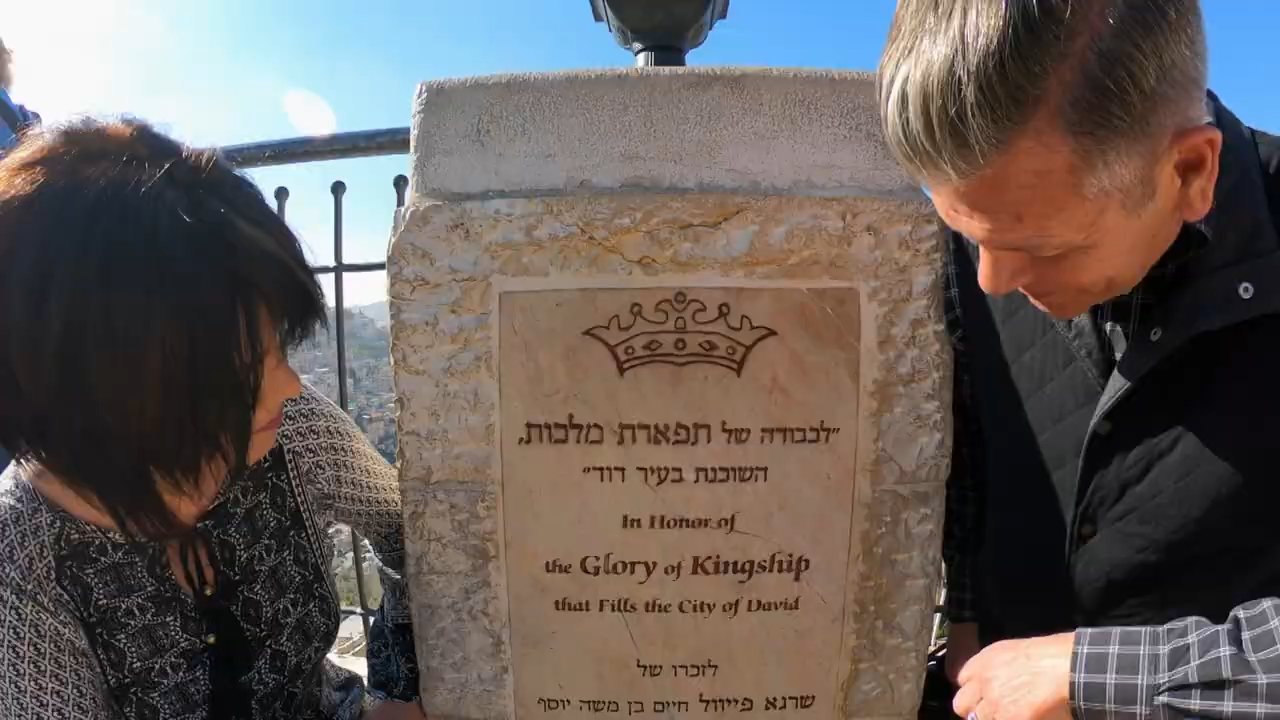 "לכבודה של תפארת מלכות,
השוכנת בעיר דוד"
In Honor of
the Glory of Kingship
that Fills the City of David
לזכרו של
שרגא פייוול חיים בן משה יוסף